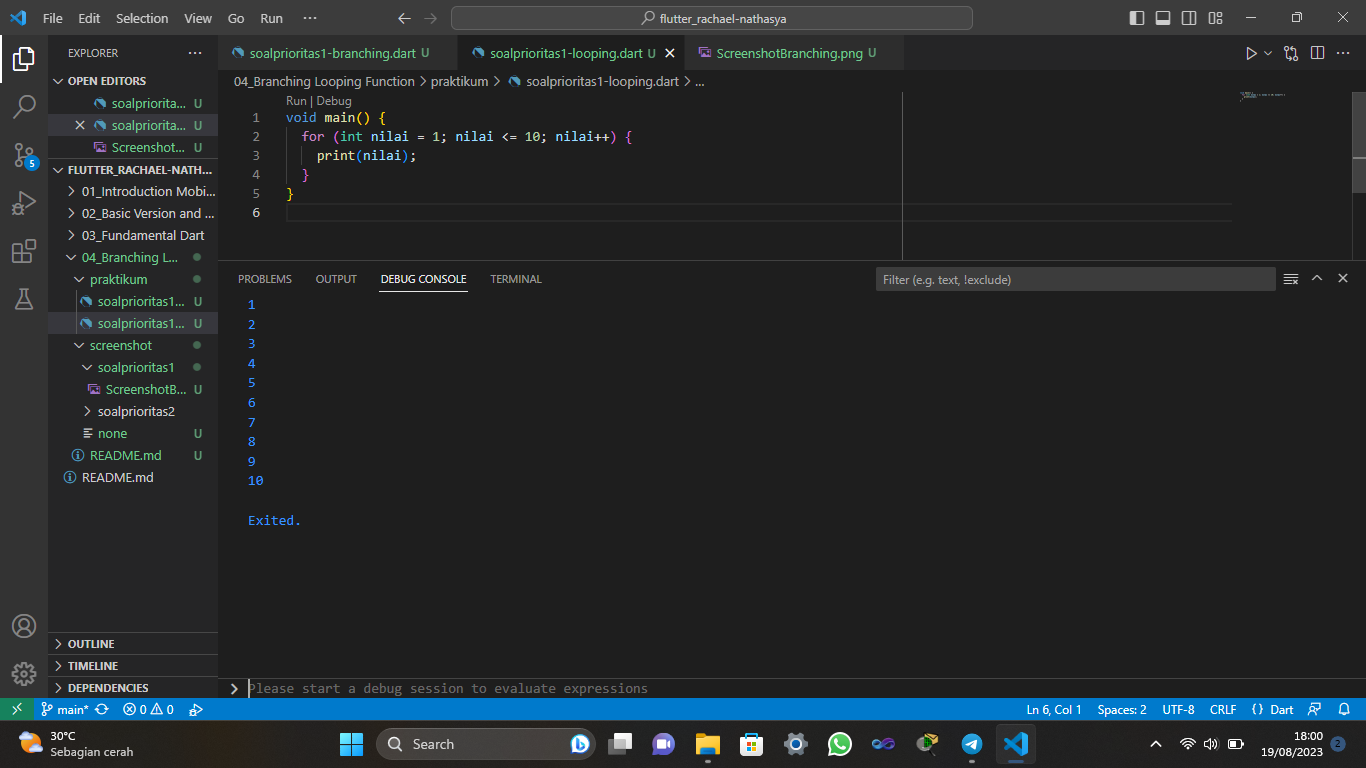 File Edit Selection View Go Run ···
flutter_rachael-nathasya
EXPLORER
OPEN EDITORS
soalpriorita... U
soalpriorita... U
Screenshot... U
FLUTTER_RACHAEL-NATH...
01_Introduction Mobi...
02_Basic Version and ...
03_Fundamental Dart
04_Branching L...
praktikum
soalprioritas1... U
soalprioritas1... U
screenshot
soalprioritas1
ScreenshotB... U
soalprioritas2
none U
README.md U
README.md
OUTLINE
TIMELINE
DEPENDENCIES
5
soalprioritas1-branching.dart U
soalprioritas1-looping.dart U
ScreenshotBranching.png U
04_Branching Looping Function > praktikum > soalprioritas1-looping.dart > ...
Run | Debug
1 void main() {
2 for (int nilai = 1; nilai <= 10; nilai++) {
3 print(nilai);
4 }
5 }
6
PROBLEMS OUTPUT DEBUG CONSOLE TERMINAL
Filter (e.g. text, !exclude)
1
2
3
4
5
6
7
8
9
10
Exited.
Please start a debug session to evaluate expressions
main* 0 0 Ln 6, Col 1 Spaces: 2 UTF-8 CRLF {} Dart
30°C
Sebagian cerah
Search
18:00
19/08/2023
2